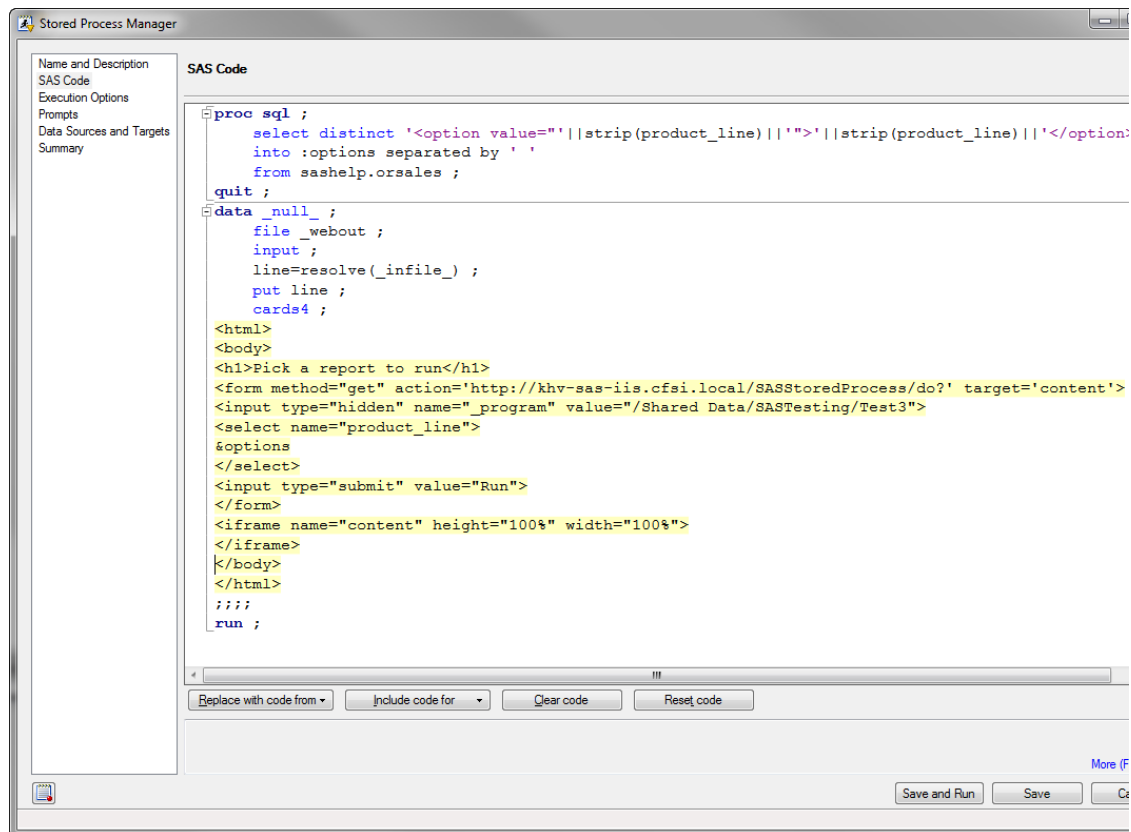 Stored Process Manager
Name and Description
SAS Code
Execution Options
Prompts
Data Sources and Targets
Summary
SAS Code
proc sql ;
select distinct '<option value="'||strip(product_line)||'">'||strip(product_line)||'</option>
into :options separated by ' '
from sashelp.orsales ;
quit ;
data _null_ ;
file _webout ;
input ;
line=resolve(_infile_) ;
put line ;
cards4 ;
<html>
<body>
<h1>Pick a report to run</h1>
<form method="get" action='http://khv-sas-iis.cfsi.local/SASStoredProcess/do?' target='content'>
<input type="hidden" name="_program" value="/Shared Data/SASTesting/Test3">
<select name="product_line">
&options
</select>
<input type="submit" value="Run">
</form>
<iframe name="content" height="100%" width="100%">
</iframe>
</body>
</html>
;;;;
run ;
Replace with code from
Include code for
Clear code
Reset code
More (F
Save and Run
Save
Ca